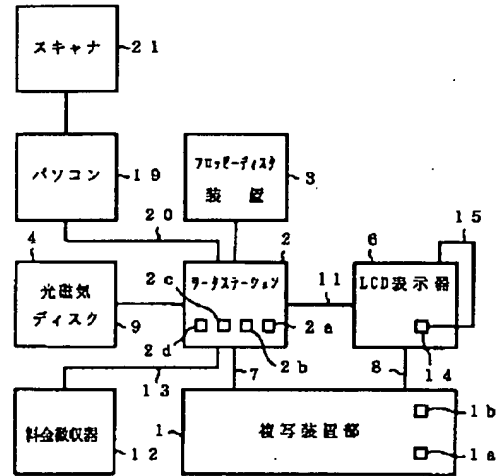 スキャナ
21
パソコン
19
フロッピーディスク
装置
3
20
15
4
2
6
光磁気
ディスク
9
2c
ワークステーション
2d
2b
2a
11
LCD表示器
14
13
7
8
料金徴収器
12
1
複写装置部
1b
1a